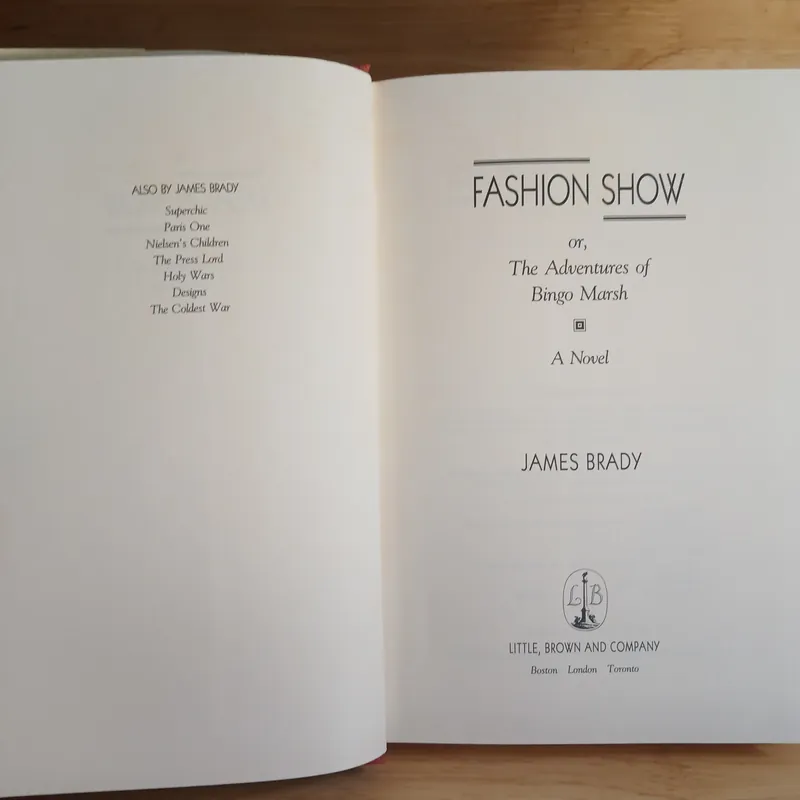 ALSO BY JAMES BRADY
Superchic
Paris One
Nielsen's Children
The Press Lord
Holy Wars
Designs
The Coldest War
FASHION SHOW
or,
The Adventures of
Bingo Marsh
A Novel
JAMES BRADY
L B
LITTLE, BROWN AND COMPANY
Boston London Toronto